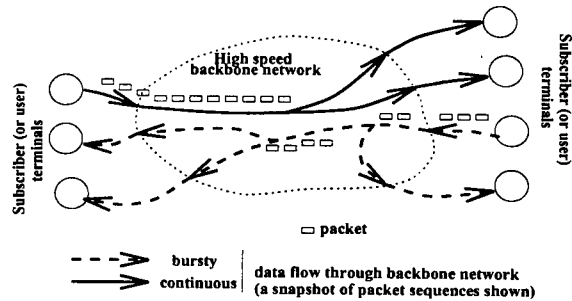 High speed
backbone network
Subscriber (or user)
terminals
Subscriber (or user)
terminals
packet
bursty
continuous
data flow through backbone network
(a snapshot of packet sequences shown)